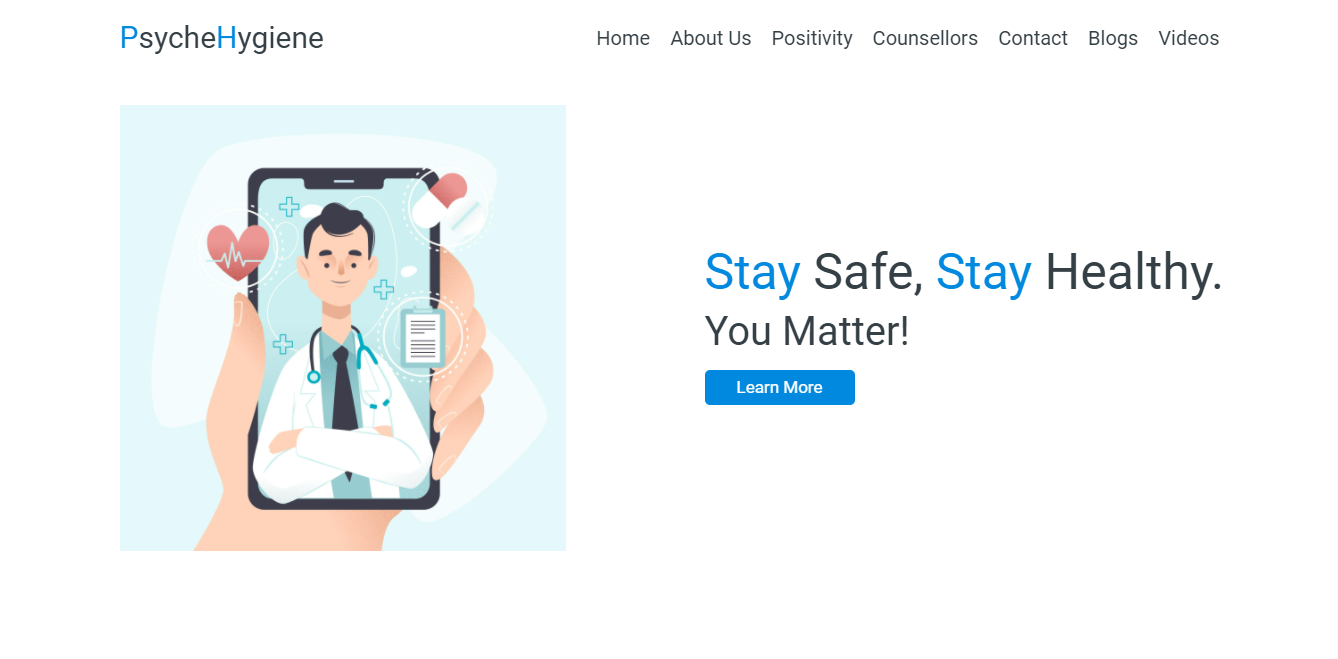 PsycheHygiene
Home About Us Positivity Counsellors Contact Blogs Videos
Stay Safe, Stay Healthy.
You Matter!
Learn More